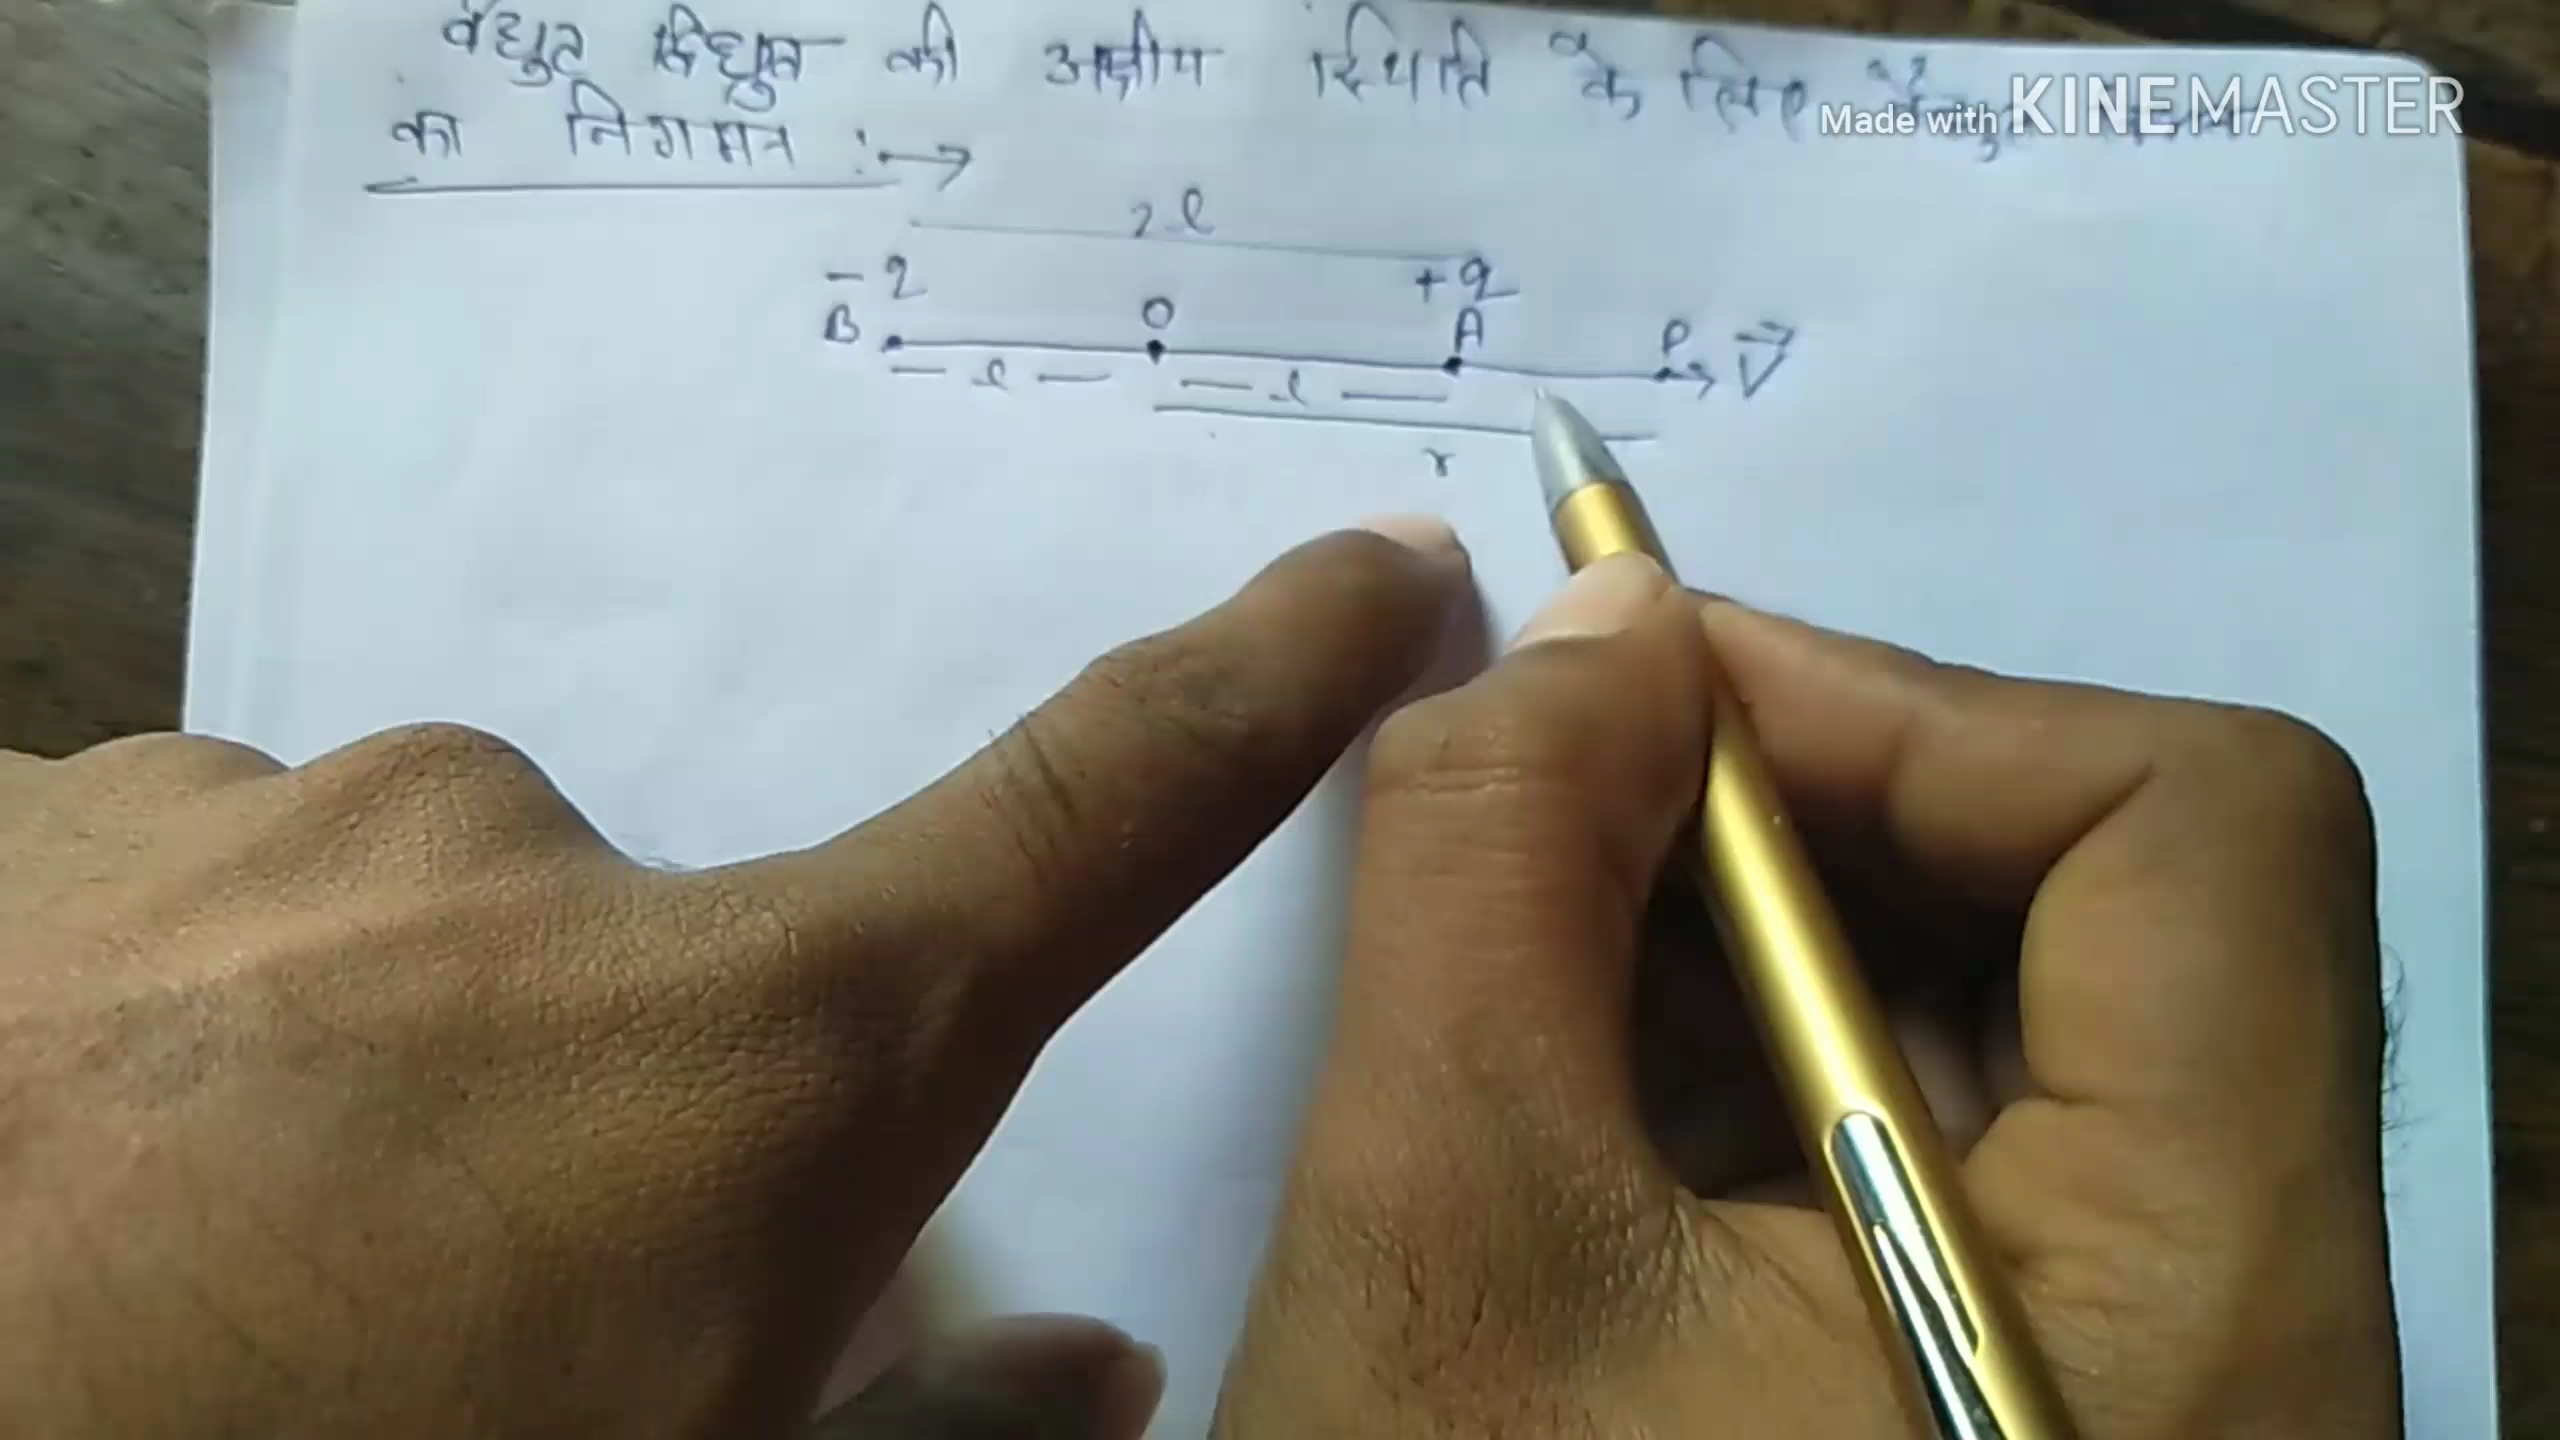 वैधुत द्विधुव की अक्षीय स्थिति के लिए
Made with KINEMASTER
का निगमन :→
2l
- q
+ q
B
O
A
P
V
l
l
r